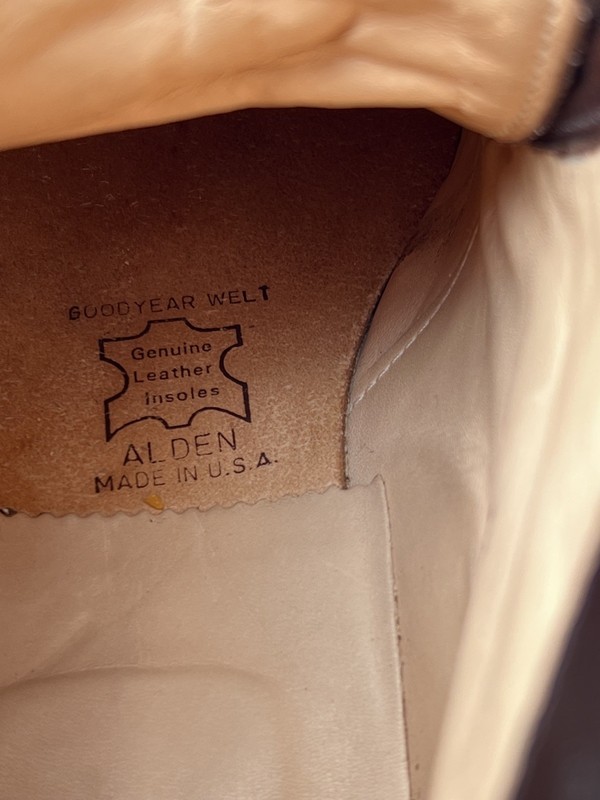 GOODYEAR WELT
Genuine
Leather
Insoles
ALDEN
MADE IN U.S.A.